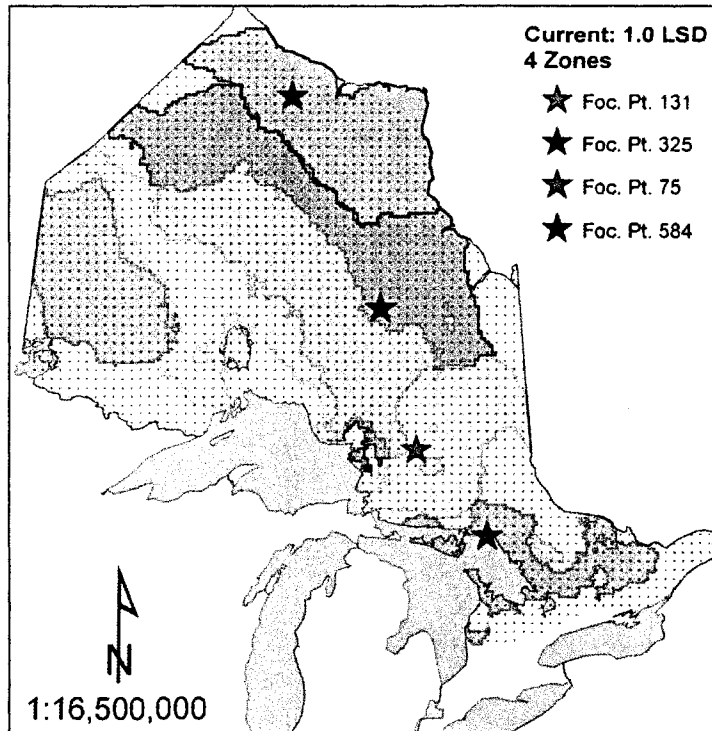 Current: 1.0 LSD
4 Zones
Foc. Pt. 131
Foc. Pt. 325
Foc. Pt. 75
Foc. Pt. 584
N
1:16,500,000